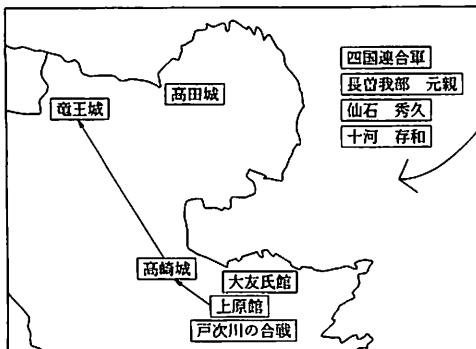 四国連合軍
長曽我部 元親
仙石 秀久
十河 存和
高田城
竜王城
高崎城
大友氏館
上原館
戸次川の合戦